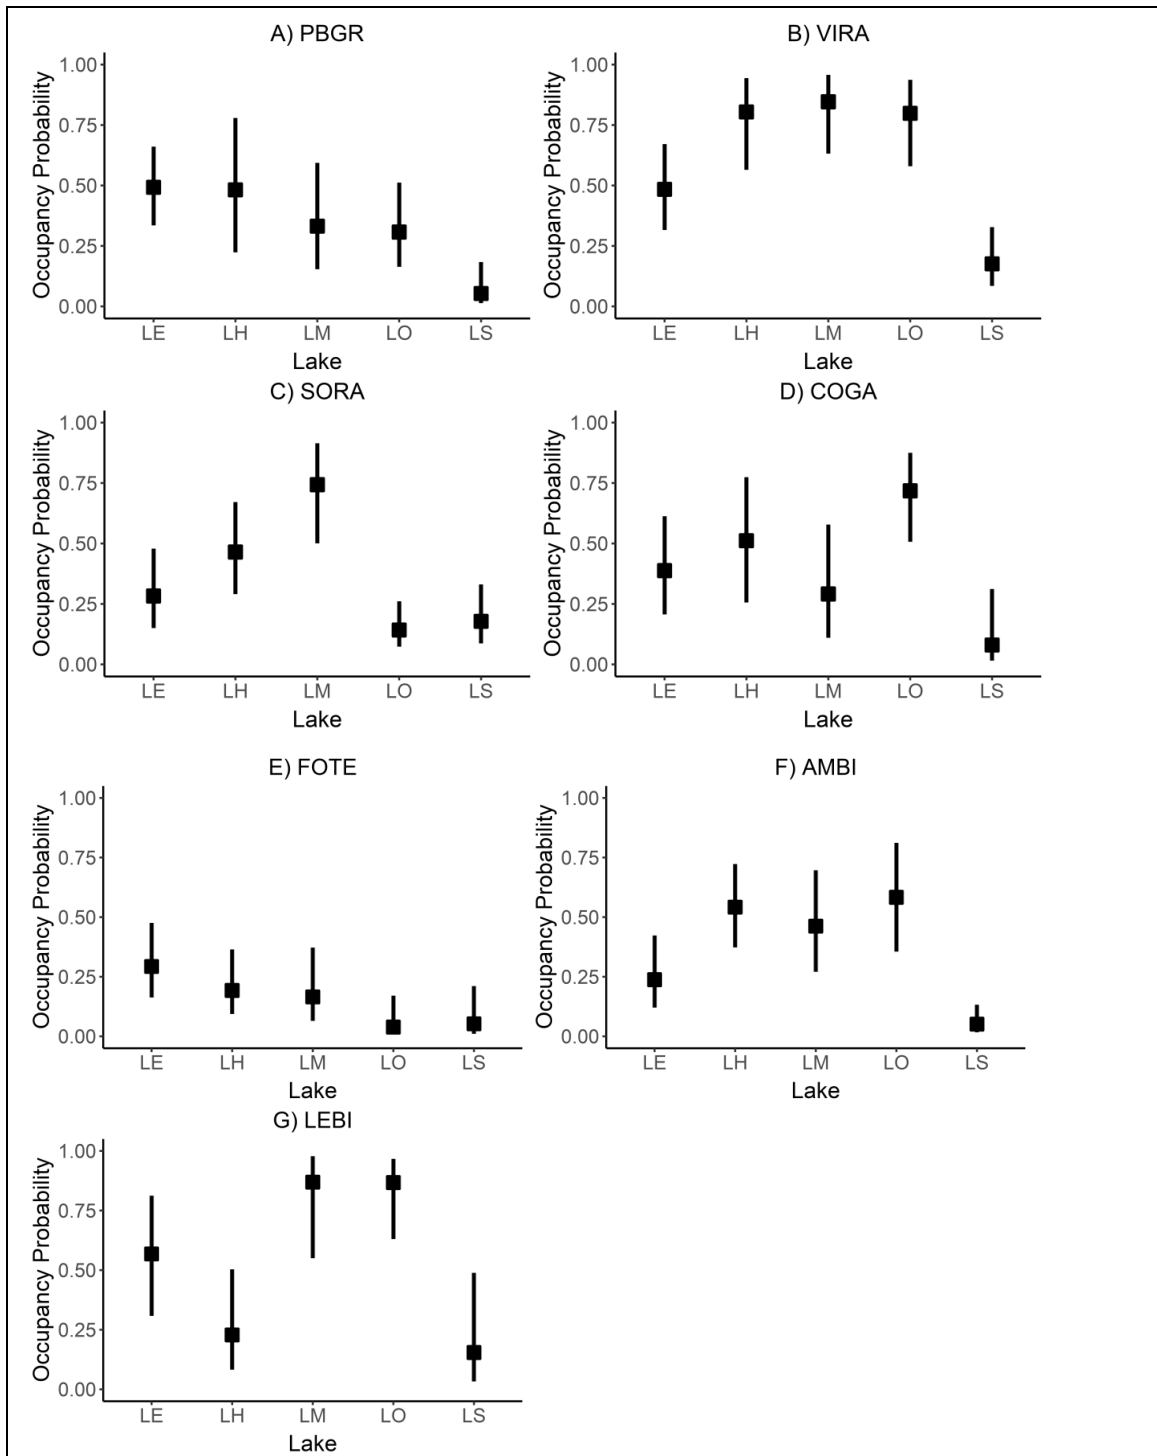 A) PBGR
Occupancy Probability
1.00
0.75
0.50
0.25
0.00
LE LH LM LO LS
Lake
B) VIRA
Occupancy Probability
1.00
0.75
0.50
0.25
0.00
LE LH LM LO LS
Lake
C) SORA
Occupancy Probability
1.00
0.75
0.50
0.25
0.00
LE LH LM LO LS
Lake
D) COGA
Occupancy Probability
1.00
0.75
0.50
0.25
0.00
LE LH LM LO LS
Lake
E) FOTE
Occupancy Probability
1.00
0.75
0.50
0.25
0.00
LE LH LM LO LS
Lake
F) AMBI
Occupancy Probability
1.00
0.75
0.50
0.25
0.00
LE LH LM LO LS
Lake
G) LEBI
Occupancy Probability
1.00
0.75
0.50
0.25
0.00
LE LH LM LO LS
Lake